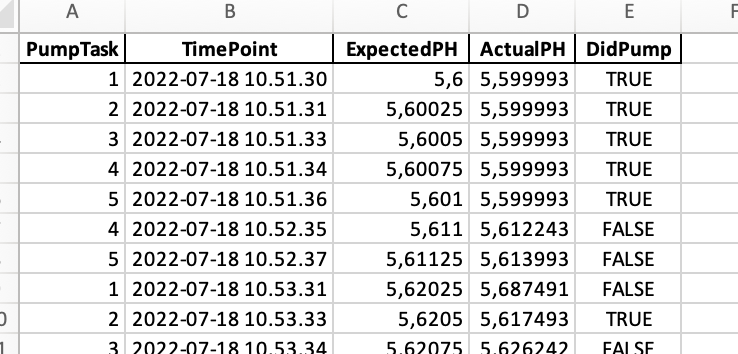 A B C D E F
PumpTask TimePoint ExpectedPH ActualPH DidPump
1 2022-07-18 10.51.30 5,6 5,599993 TRUE
2 2022-07-18 10.51.31 5,60025 5,599993 TRUE
3 2022-07-18 10.51.33 5,6005 5,599993 TRUE
4 2022-07-18 10.51.34 5,60075 5,599993 TRUE
5 2022-07-18 10.51.36 5,601 5,599993 TRUE
4 2022-07-18 10.52.35 5,611 5,612243 FALSE
5 2022-07-18 10.52.37 5,61125 5,613993 FALSE
1 2022-07-18 10.53.31 5,62025 5,687491 FALSE
0 2 2022-07-18 10.53.33 5,6205 5,617493 TRUE
1 3 2022-07-18 10.53.34 5,62075 5,626242 FALSE